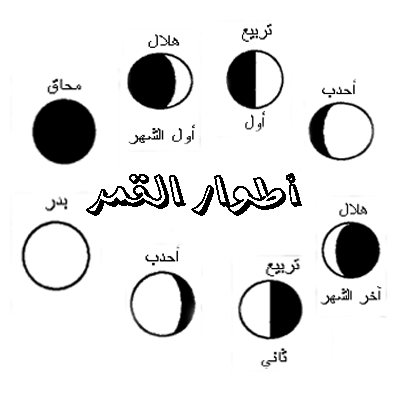 هلال
أول الشهر
تربيع
أول
أحدب
محاق
أطوار القمر
بدر
أحدب
تربيع
ثاني
هلال
آخر الشهر